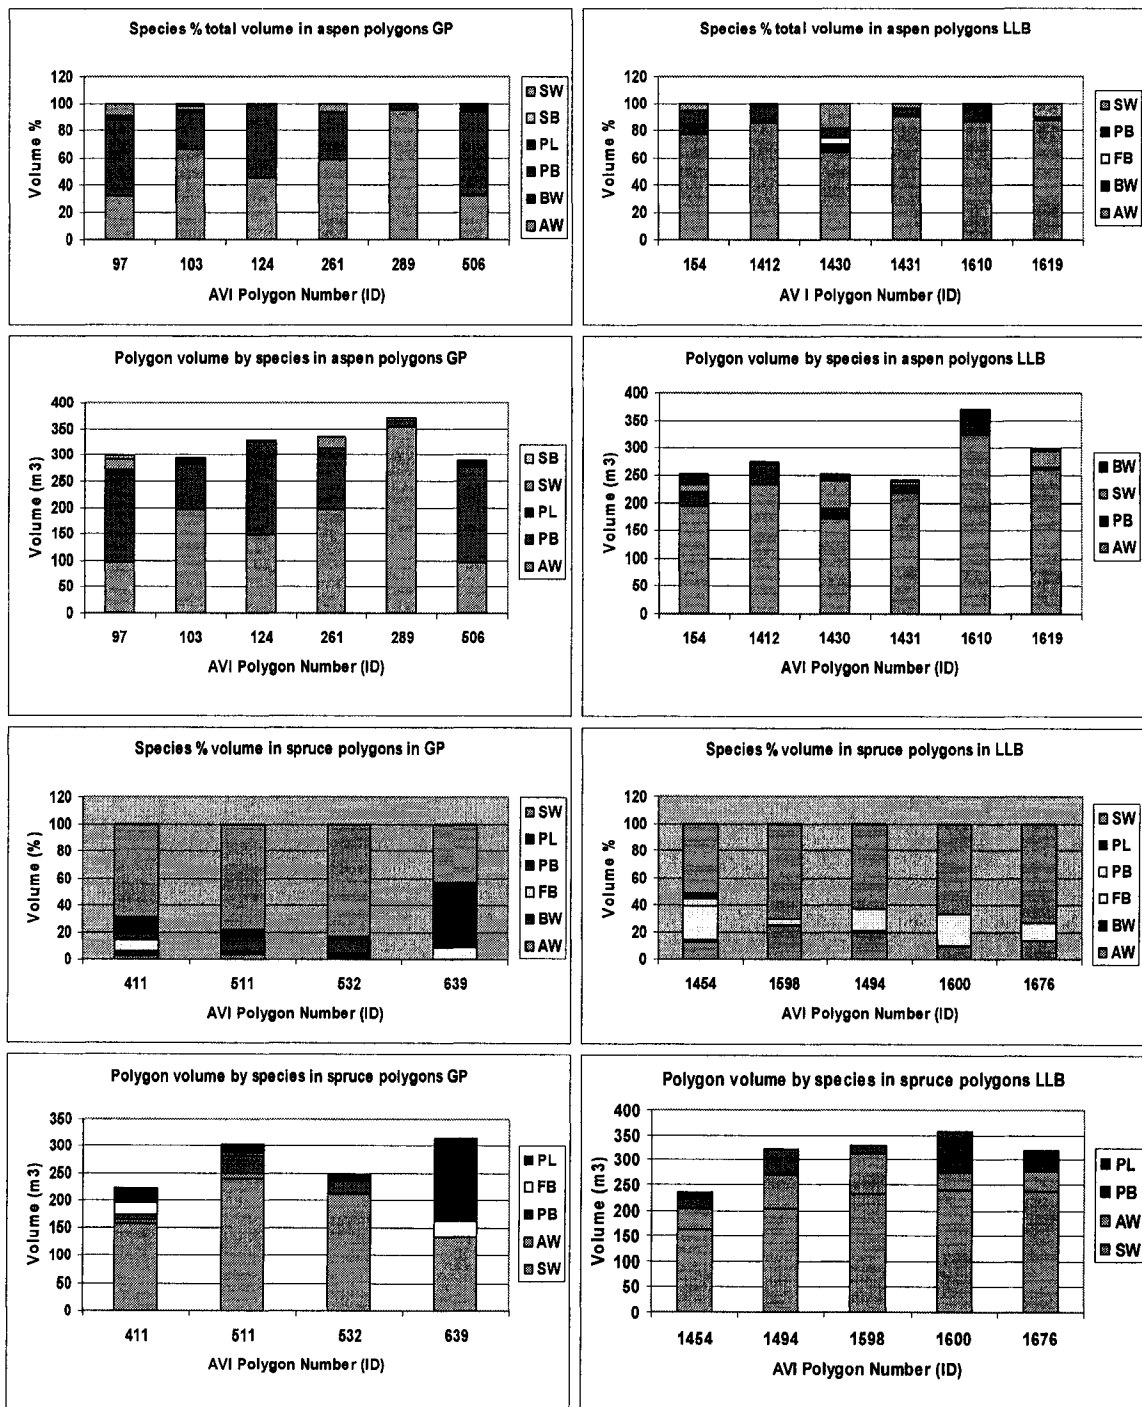 Species % total volume in aspen polygons GP
Volume %
120
100
80
60
40
20
0
97 103 124 261 289 506
AVI Polygon Number (ID)
SW
SB
PL
PB
BW
AW
Species % total volume in aspen polygons LLB
Volume %
120
100
80
60
40
20
0
154 1412 1430 1431 1610 1619
AV I Polygon Number (ID)
SW
PB
FB
BW
AW
Polygon volume by species in aspen polygons GP
Volume (m3)
400
350
300
250
200
150
100
50
0
97 103 124 261 289 506
AVI Polygon Number (ID)
SB
SW
PL
PB
AW
Polygon volume by species in aspen polygons LLB
Volume (m3)
400
350
300
250
200
150
100
50
0
154 1412 1430 1431 1610 1619
AVI Polygon Number (ID)
BW
SW
PB
AW
Species % volume in spruce polygons in GP
Volume (%)
120
100
80
60
40
20
0
411 511 532 639
AVI Polygon Number (ID)
SW
PL
PB
FB
BW
AW
Species % volume in spruce polygons in LLB
Volume %
120
100
80
60
40
20
0
1454 1598 1494 1600 1676
AVI Polygon Number (ID)
SW
PL
PB
FB
BW
AW
Polygon volume by species in spruce polygons GP
Volume (m3)
350
300
250
200
150
100
50
0
411 511 532 639
AVI Polygon Number (ID)
PL
FB
PB
AW
SW
Polygon volume by species in spruce polygons LLB
Volume (m3)
400
350
300
250
200
150
100
50
0
1454 1494 1598 1600 1676
AVI Polygon Number (ID)
PL
PB
AW
SW